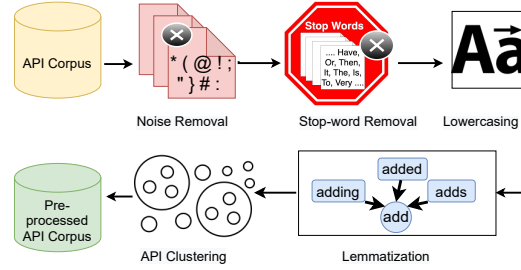 API Corpus
* ( @ ! ;
" } # :
Noise Removal
Stop Words
.... Have,
Or, Then,
It, The, Is,
To, Very ....
Stop-word Removal
Aa
Lowercasing
Pre-
processed
API Corpus
API Clustering
added
adding
adds
add
Lemmatization